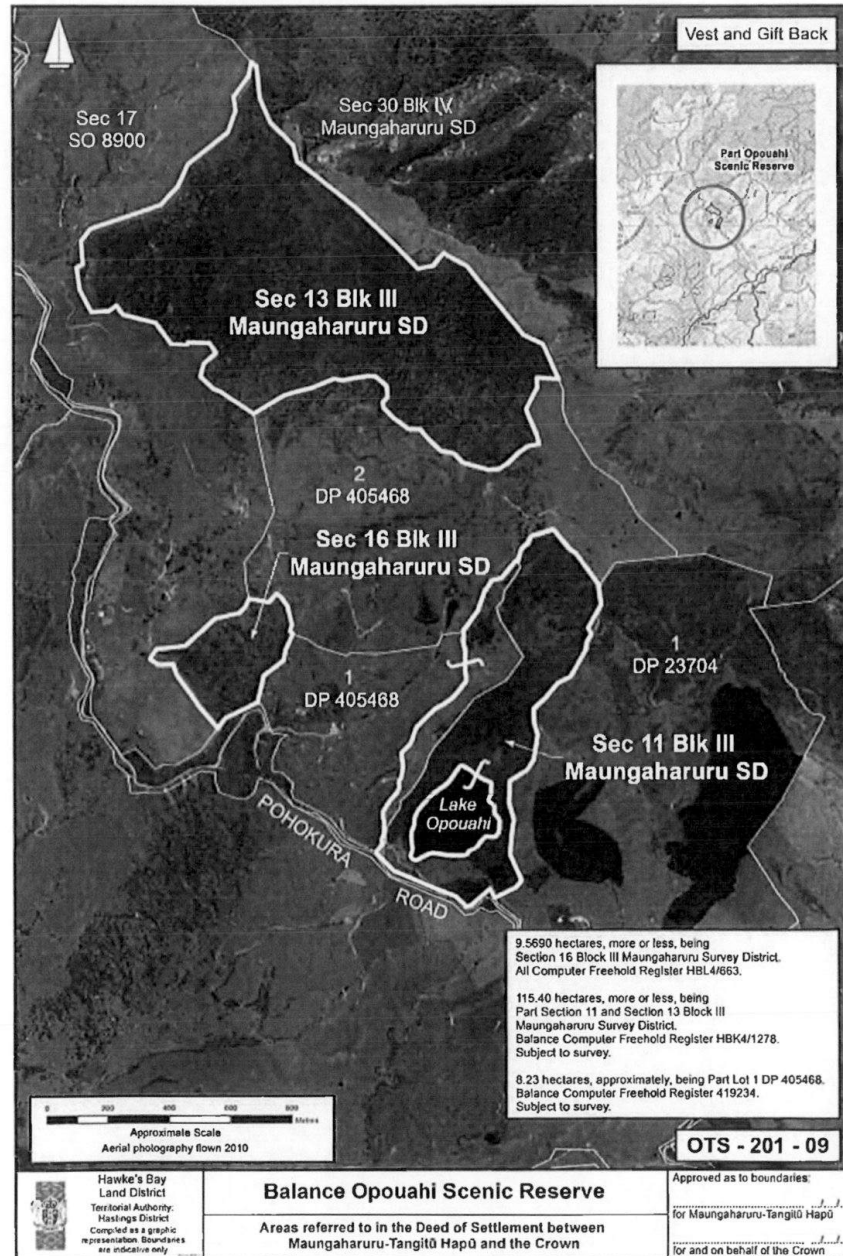 Vest and Gift Back
Sec 17
SO 8900
Sec 30 Blk IV
Maungaharuru SD
Part Opouahi
Scenic Reserve
Sec 13 Blk III
Maungaharuru SD
2
DP 405468
Sec 16 Blk III
Maungaharuru SD
1
DP 405468
1
DP 23704
Sec 11 Blk III
Maungaharuru SD
Lake
Opouahi
POHOKURA
ROAD
9.5690 hectares, more or less, being
Section 16 Block III Maungaharuru Survey District.
All Computer Freehold Register HBL4/663.
115.40 hectares, more or less, being
Part Section 11 and Section 13 Block III
Maungaharuru Survey District.
Balance Computer Freehold Register HBK4/1278.
Subject to survey.
8.23 hectares, approximately, being Part Lot 1 DP 405468.
Balance Computer Freehold Register 419234.
Subject to survey.
0 200 400 600 800
Metres
Approximate Scale
Aerial photography flown 2010
OTS - 201 - 09
Hawke's Bay
Land District
Territorial Authority:
Hastings District
Compiled as a graphic
representation. Boundaries
are indicative only
Balance Opouahi Scenic Reserve
Areas referred to in the Deed of Settlement between
Maungaharuru-Tangitū Hapū and the Crown
Approved as to boundaries:
for Maungaharuru-Tangitū Hapū
for and on behalf of the Crown